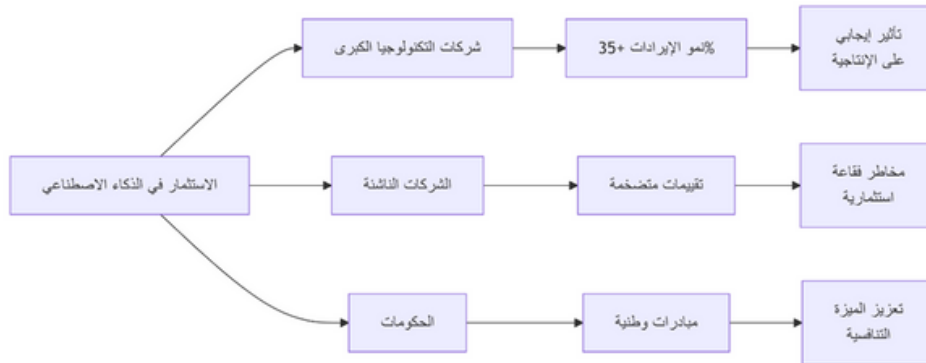 الاستثمار في الذكاء الاصطناعي
شركات التكنولوجيا الكبرى
نمو الإيرادات +35%
تأثير إيجابي
على الإنتاجية
الشركات الناشئة
تقييمات متضخمة
مخاطر فقاعة
استثمارية
الحكومات
مبادرات وطنية
تعزيز الميزة
التنافسية